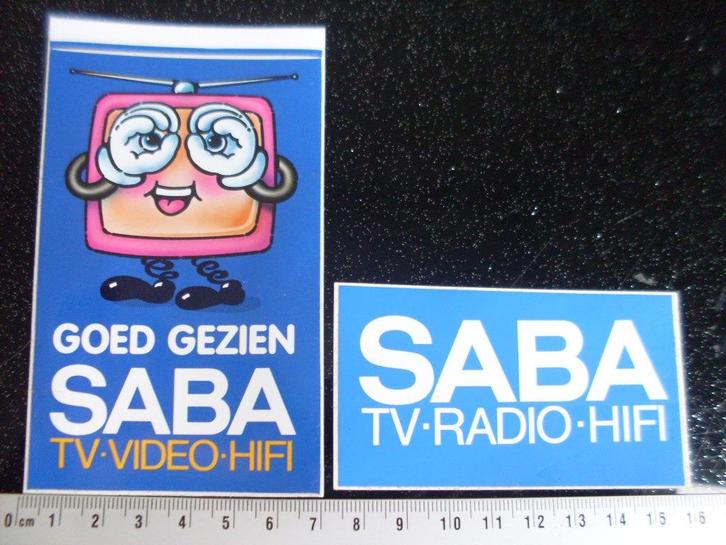 GOED GEZIEN
SABA
TV·VIDEO·HIFI
SABA
TV·RADIO·HIFI
0 cm 1 2 3 4 5 6 7 8 9 10 11 12 13 14 15 16